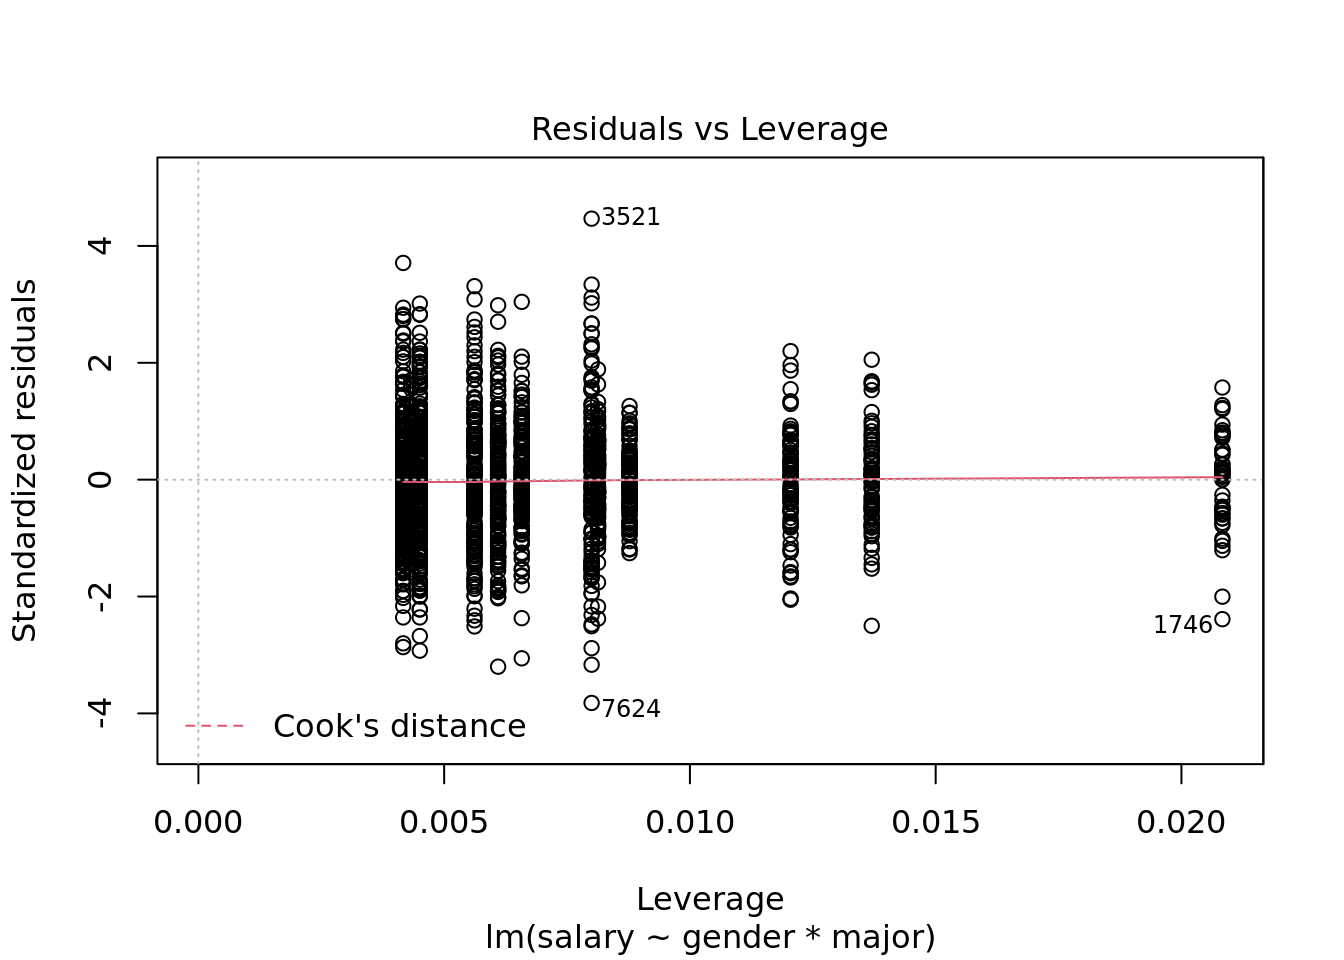 Residuals vs Leverage
Standardized residuals
4
2
0
-2
-4
3521
1746
7624
Cook's distance
0.000 0.005 0.010 0.015 0.020
Leverage
lm(salary ~ gender * major)